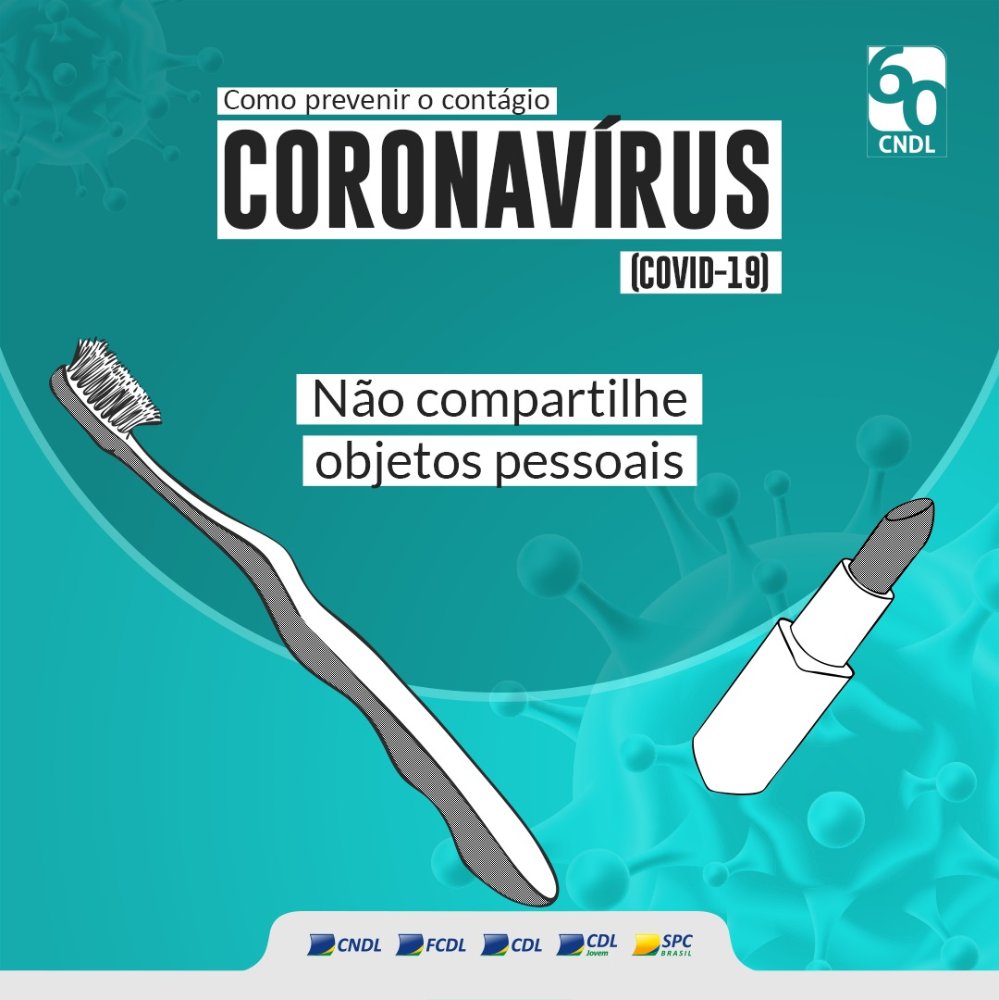 60
CNDL
Como prevenir o contágio
CORONAVÍRUS
(COVID-19)
Não compartilhe
objetos pessoais
CNDL FCDL CDL CDL Jovem SPC BRASIL